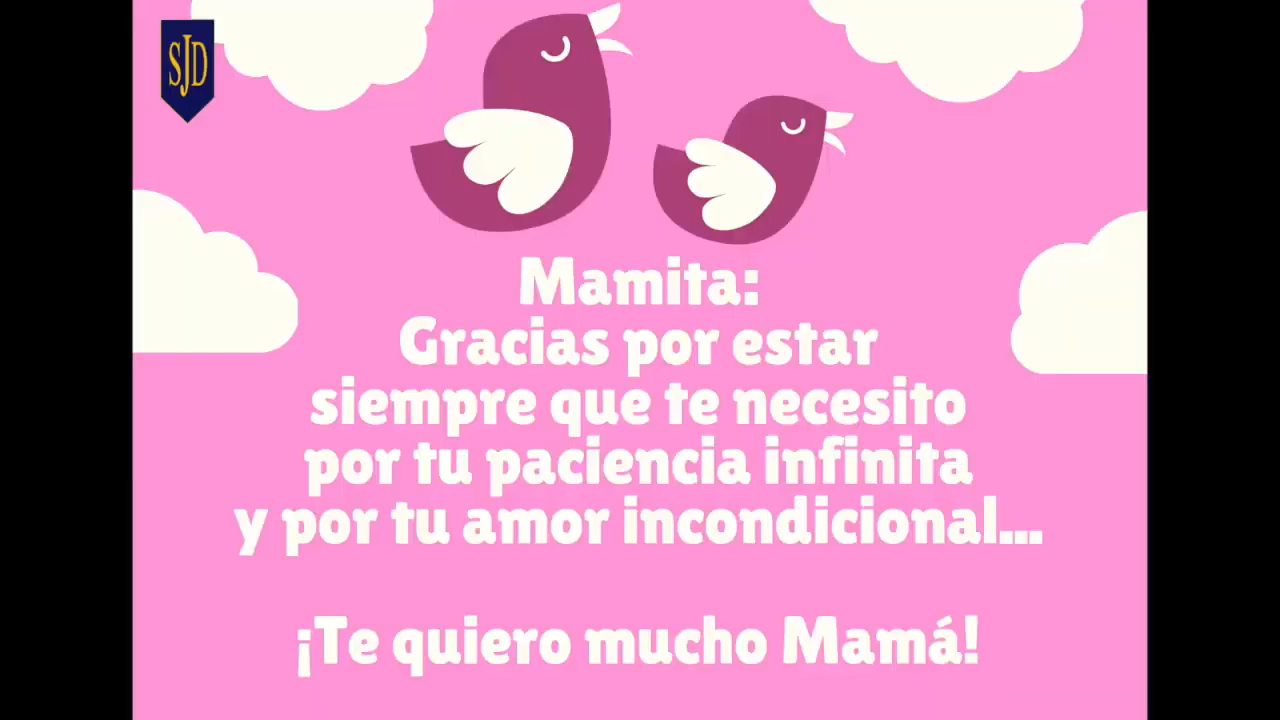 SJD
Mamita:
Gracias por estar
siempre que te necesito
por tu paciencia infinita
y por tu amor incondicional...
¡Te quiero mucho Mamá!